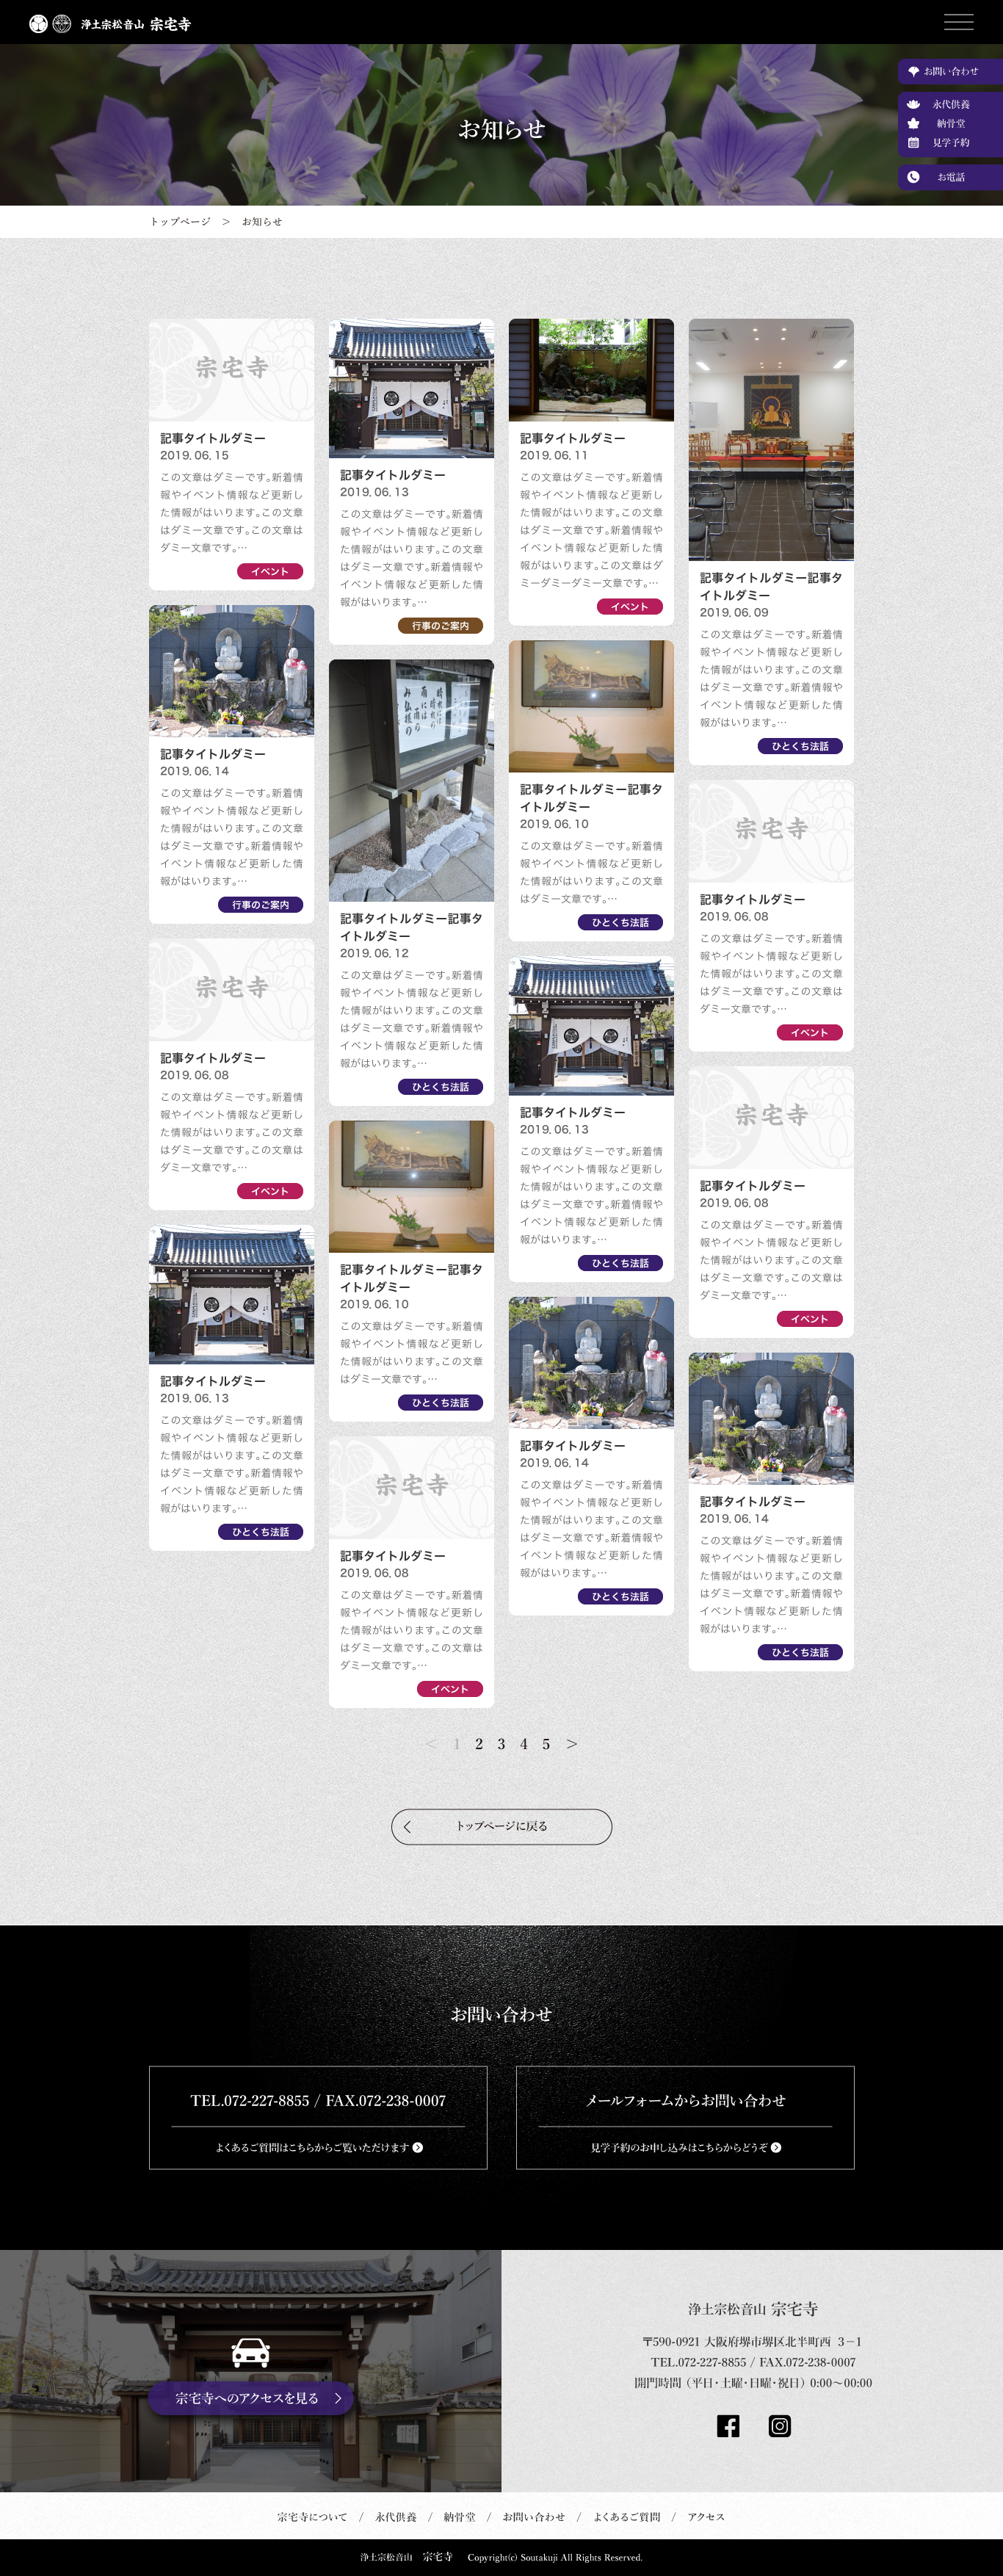 浄土宗松音山 宗宅寺
お問い合わせ
永代供養
納骨堂
見学予約
お電話
お知らせ
トップページ　>　お知らせ
宗宅寺
記事タイトルダミー
2019. 06. 15
この文章はダミーです。新着情
報やイベント情報など更新し
た情報がはいります。この文章
はダミー文章です。この文章は
ダミー文章です。…
イベント
記事タイトルダミー
2019. 06. 14
この文章はダミーです。新着情
報やイベント情報など更新し
た情報がはいります。この文章
はダミー文章です。新着情報や
イベント情報など更新した情
報がはいります。…
行事のご案内
宗宅寺
記事タイトルダミー
2019. 06. 08
この文章はダミーです。新着情
報やイベント情報など更新し
た情報がはいります。この文章
はダミー文章です。この文章は
ダミー文章です。…
イベント
記事タイトルダミー
2019. 06. 13
この文章はダミーです。新着情
報やイベント情報など更新し
た情報がはいります。この文章
はダミー文章です。新着情報や
イベント情報など更新した情
報がはいります。…
ひとくち法話
記事タイトルダミー
2019. 06. 13
この文章はダミーです。新着情
報やイベント情報など更新し
た情報がはいります。この文章
はダミー文章です。新着情報や
イベント情報など更新した情
報がはいります。…
行事のご案内
記事タイトルダミー記事タ
イトルダミー
2019. 06. 12
この文章はダミーです。新着情
報やイベント情報など更新し
た情報がはいります。この文章
はダミー文章です。新着情報や
イベント情報など更新した情
報がはいります。…
ひとくち法話
記事タイトルダミー記事タ
イトルダミー
2019. 06. 10
この文章はダミーです。新着情
報やイベント情報など更新し
た情報がはいります。この文章
はダミー文章です。…
ひとくち法話
宗宅寺
記事タイトルダミー
2019. 06. 08
この文章はダミーです。新着情
報やイベント情報など更新し
た情報がはいります。この文章
はダミー文章です。この文章は
ダミー文章です。…
イベント
記事タイトルダミー
2019. 06. 11
この文章はダミーです。新着情
報やイベント情報など更新し
た情報がはいります。この文章
はダミー文章です。新着情報や
イベント情報など更新した情
報がはいります。この文章はダ
ミーダミーダミー文章です。…
イベント
記事タイトルダミー記事タ
イトルダミー
2019. 06. 10
この文章はダミーです。新着情
報やイベント情報など更新し
た情報がはいります。この文章
はダミー文章です。…
ひとくち法話
記事タイトルダミー
2019. 06. 13
この文章はダミーです。新着情
報やイベント情報など更新し
た情報がはいります。この文章
はダミー文章です。新着情報や
イベント情報など更新した情
報がはいります。…
ひとくち法話
記事タイトルダミー
2019. 06. 14
この文章はダミーです。新着情
報やイベント情報など更新し
た情報がはいります。この文章
はダミー文章です。新着情報や
イベント情報など更新した情
報がはいります。…
ひとくち法話
記事タイトルダミー記事タ
イトルダミー
2019. 06. 09
この文章はダミーです。新着情
報やイベント情報など更新し
た情報がはいります。この文章
はダミー文章です。新着情報や
イベント情報など更新した情
報がはいります。…
ひとくち法話
宗宅寺
記事タイトルダミー
2019. 06. 08
この文章はダミーです。新着情
報やイベント情報など更新し
た情報がはいります。この文章
はダミー文章です。この文章は
ダミー文章です。…
イベント
宗宅寺
記事タイトルダミー
2019. 06. 08
この文章はダミーです。新着情
報やイベント情報など更新し
た情報がはいります。この文章
はダミー文章です。この文章は
ダミー文章です。…
イベント
記事タイトルダミー
2019. 06. 14
この文章はダミーです。新着情
報やイベント情報など更新し
た情報がはいります。この文章
はダミー文章です。新着情報や
イベント情報など更新した情
報がはいります。…
ひとくち法話
< 1 2 3 4 5 >
トップページに戻る
お問い合わせ
TEL.072-227-8855 / FAX.072-238-0007
よくあるご質問はこちらからご覧いただけます
メールフォームからお問い合わせ
見学予約のお申し込みはこちらからどうぞ
宗宅寺へのアクセスを見る
浄土宗松音山 宗宅寺
〒590-0921 大阪府堺市堺区北半町西 3−1
TEL.072-227-8855 / FAX.072-238-0007
開門時間（平日・土曜・日曜・祝日）0:00〜00:00
宗宅寺について / 永代供養 / 納骨堂 / お問い合わせ / よくあるご質問 / アクセス
浄土宗松音山 宗宅寺 Copyright(c) Soutakuji All Rights Reserved.